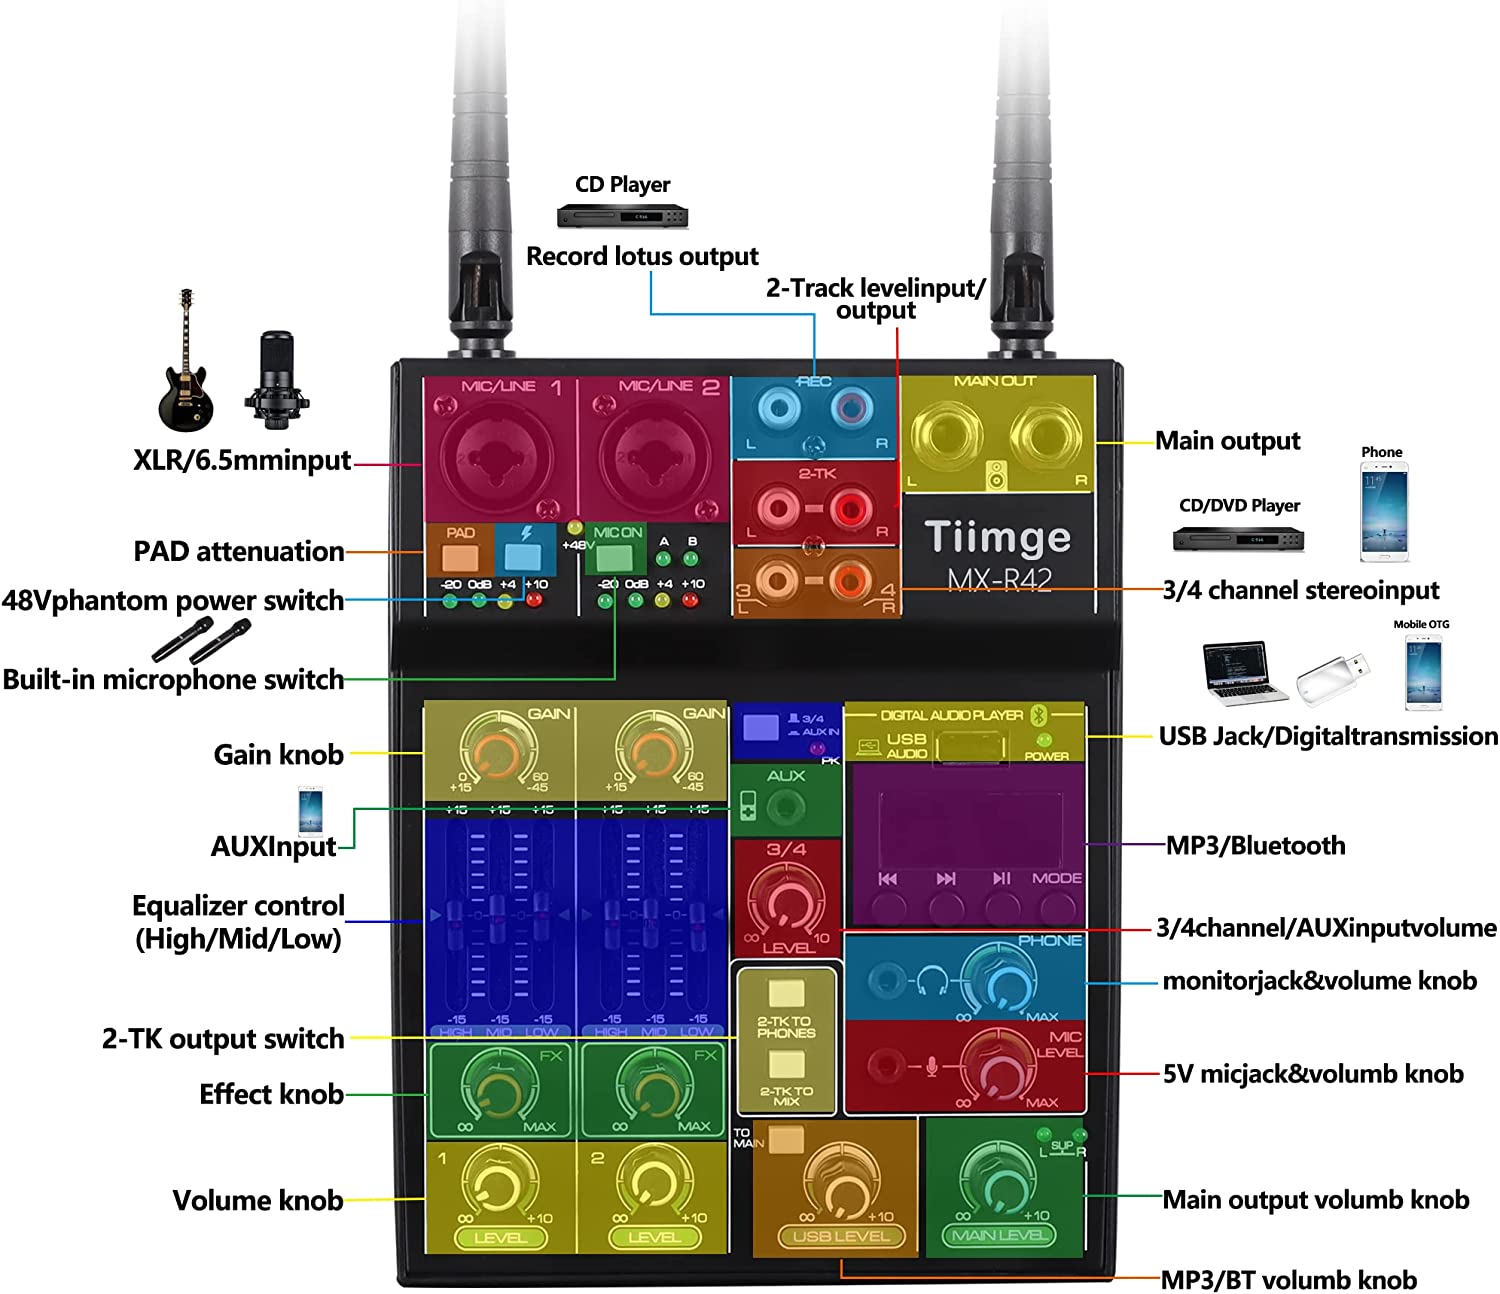 CD Player
Record lotus output
2-Track levelinput/
output
XLR/6.5mminput
PAD attenuation
48Vphantom power switch
Built-in microphone switch
Gain knob
AUXInput
Equalizer control
(High/Mid/Low)
2-TK output switch
Effect knob
Volume knob
MIC/LINE 1
MIC/LINE 2
REC
L R
MAIN OUT
L R
2-TK
L R
PAD
+48V
MIC ON
A B
-20 0dB +4 +10
-20 0dB +4 +10
3 4
L R
Tiimge
MX-R42
GAIN
0 60
+15 -45
GAIN
0 60
+15 -45
+15 +15 +15
+15 +15 +15
0 0
0 0
-15 -15 -15
HIGH MID LOW
-15 -15 -15
HIGH MID LOW
FX
∞ MAX
FX
∞ MAX
1
∞ +10
LEVEL
2
∞ +10
LEVEL
3/4
AUX IN
PK
AUX
3/4
∞ 10
LEVEL
2-TK TO
PHONES
2-TK TO
MIX
TO
MAIN
∞ +10
USB LEVEL
DIGITAL AUDIO PLAYER
USB
AUDIO
POWER
MODE
PHONE
∞ MAX
MIC
LEVEL
∞ MAX
SUP
L R
∞ +10
MAIN LEVEL
Main output
Phone
CD/DVD Player
3/4 channel stereoinput
Mobile OTG
USB Jack/Digitaltransmission
MP3/Bluetooth
3/4channel/AUXinputvolume
monitorjack&volume knob
5V micjack&volumb knob
Main output volumb knob
MP3/BT volumb knob